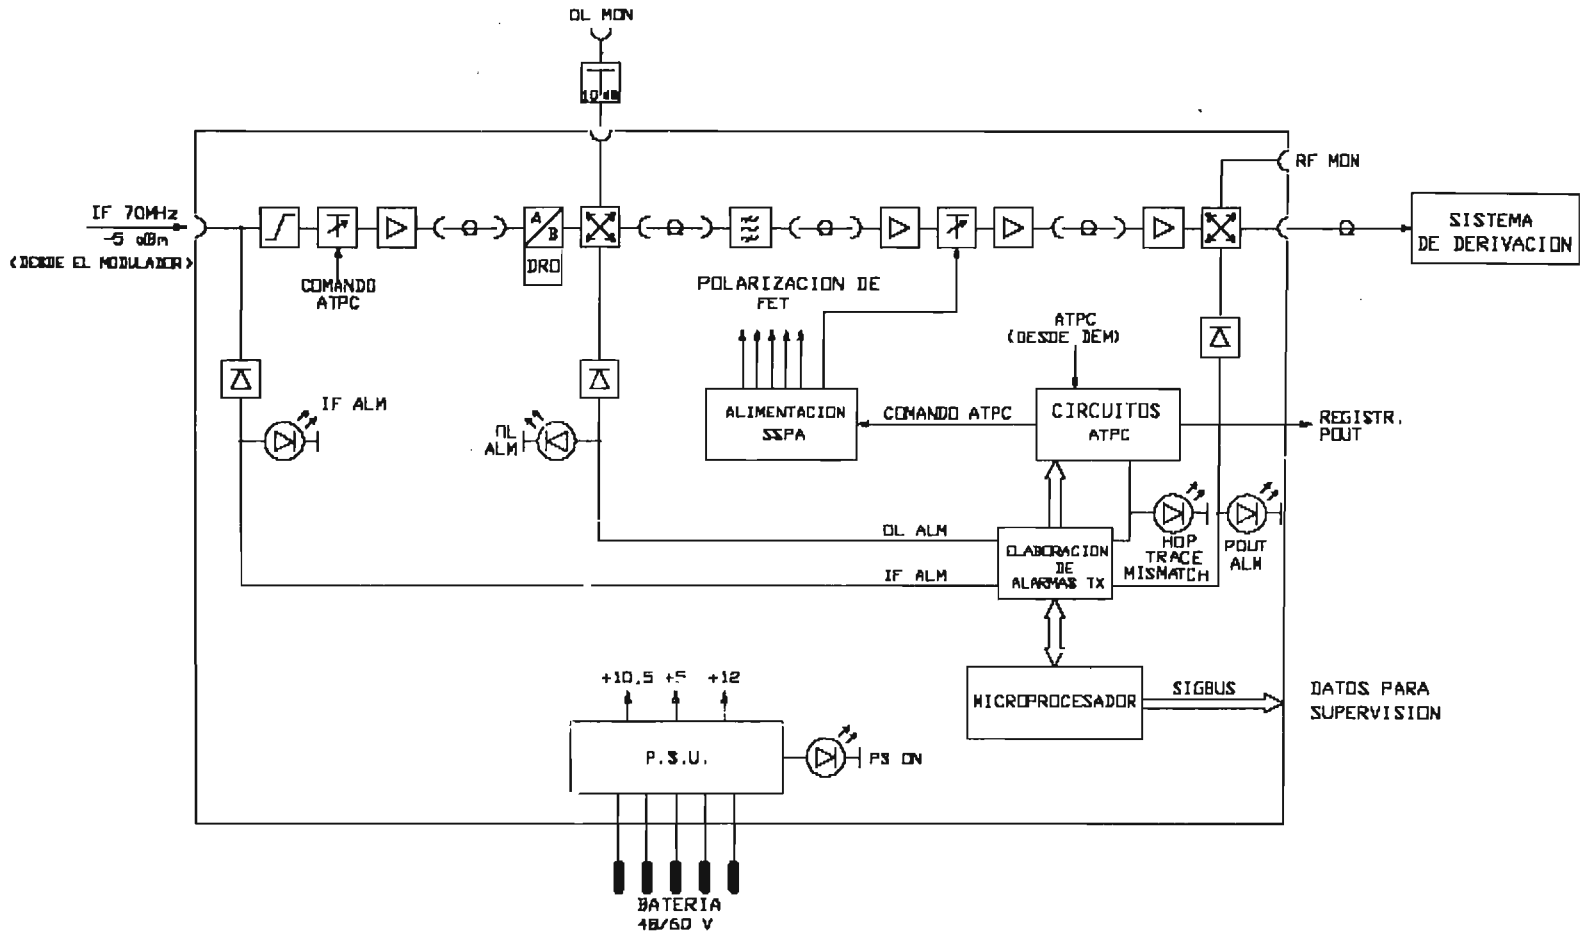 OL MON
10 dB
RF MON
IF 70MHz
-5 dBm
(DESDE EL MODULADOR)
A
B
DRO
SISTEMA
DE DERIVACION
COMANDO
ATPC
POLARIZACION DE
FET
ATPC
(DESDE DEM)
IF ALM
OL
ALM
ALIMENTACION
SSPA
COMANDO ATPC
CIRCUITOS
ATPC
REGISTR.
POUT
OL ALM
IF ALM
ELABORACION
DE
ALARMAS TX
HOP
TRACE
MISMATCH
POUT
ALM
+10,5 +5 +12
MICROPROCESADOR
SIGBUS
DATOS PARA
SUPERVISION
P.S.U.
PS ON
BATERIA
48/60 V